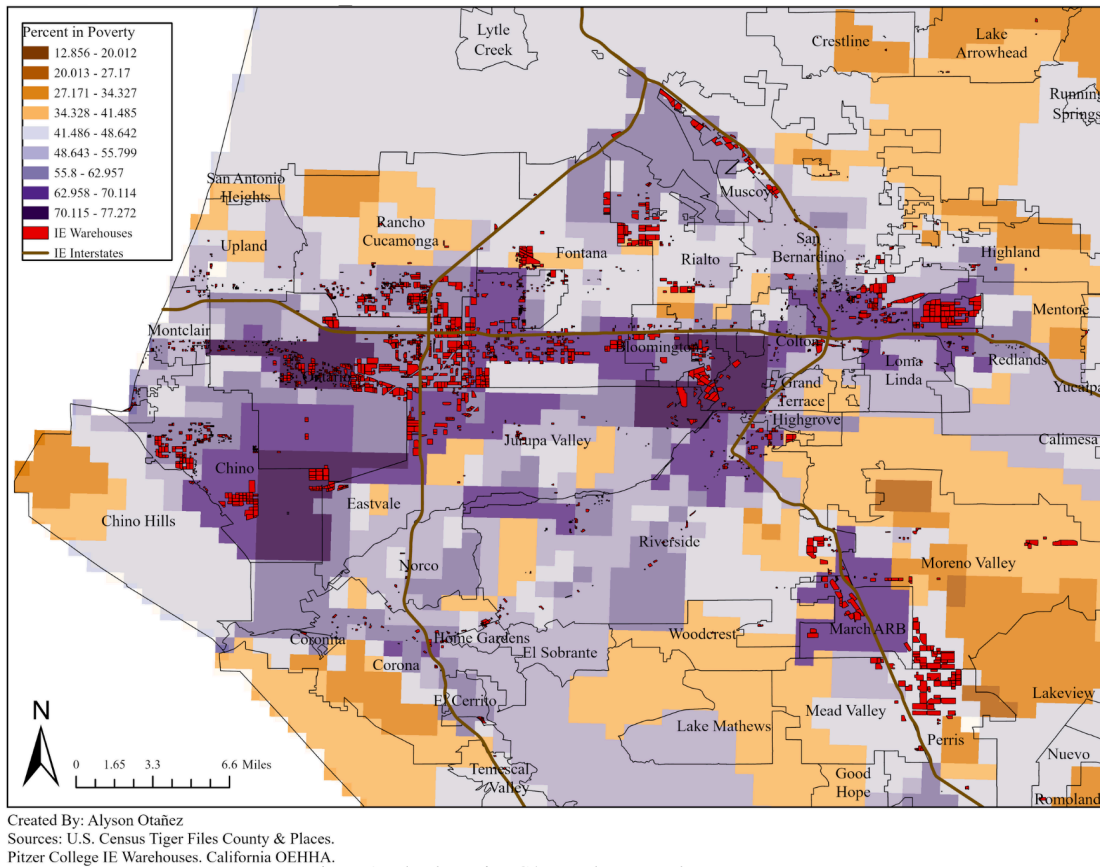 Percent in Poverty
12.856 - 20.012
20.013 - 27.17
27.171 - 34.327
34.328 - 41.485
41.486 - 48.642
48.643 - 55.799
55.8 - 62.957
62.958 - 70.114
70.115 - 77.272
IE Warehouses
IE Interstates
Lytle
Creek
Crestline
Lake
Arrowhead
Running
Springs
San Antonio
Heights
Muscoy
Rancho
Cucamonga
Upland
Fontana
Rialto
San
Bernardino
Highland
Mentone
Montclair
Bloomington
Colton
Redlands
Loma
Linda
Ontario
Grand
Terrace
Yucaipa
Highgrove
Jurupa Valley
Calimesa
Chino
Eastvale
Chino Hills
Riverside
Norco
Moreno Valley
March ARB
Woodcrest
Home Gardens
Coronita
El Sobrante
Corona
El Cerrito
Lakeview
Lake Mathews
Mead Valley
Perris
Nuevo
Temescal
Valley
Good
Hope
Romoland
N
0 1.65 3.3 6.6 Miles
Created By: Alyson Otañez
Sources: U.S. Census Tiger Files County & Places.
Pitzer College IE Warehouses. California OEHHA.